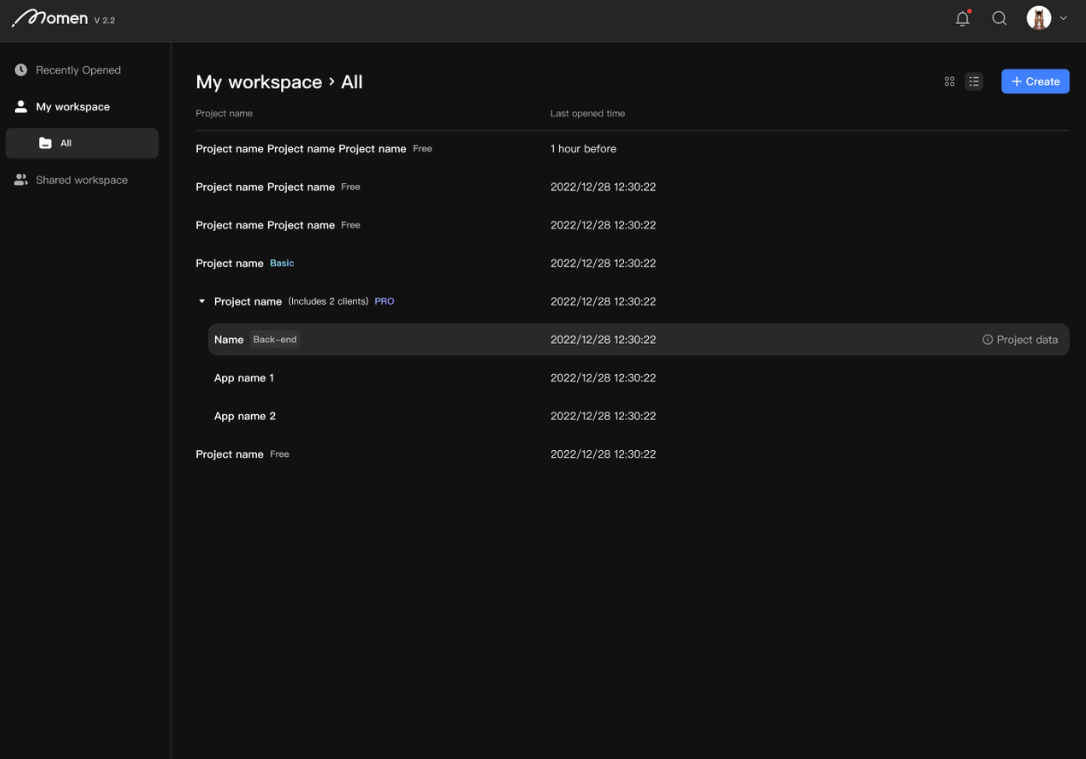 Momen V 2.2
Recently Opened
My workspace
All
Shared workspace
My workspace > All
Create
Project name Last opened time
Project name Project name Project name Free 1 hour before
Project name Project name Free 2022/12/28 12:30:22
Project name Project name Free 2022/12/28 12:30:22
Project name Basic 2022/12/28 12:30:22
Project name (Includes 2 clients) PRO 2022/12/28 12:30:22
Name Back-end 2022/12/28 12:30:22 Project data
App name 1 2022/12/28 12:30:22
App name 2 2022/12/28 12:30:22
Project name Free 2022/12/28 12:30:22